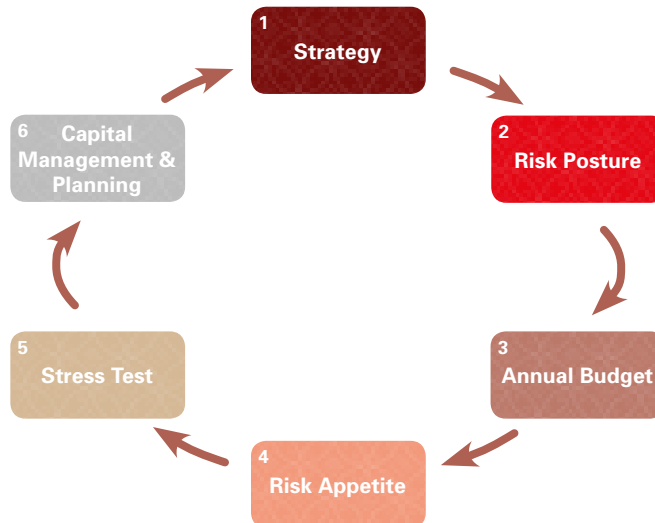 1
Strategy
2
Risk Posture
3
Annual Budget
4
Risk Appetite
5
Stress Test
6
Capital
Management &
Planning